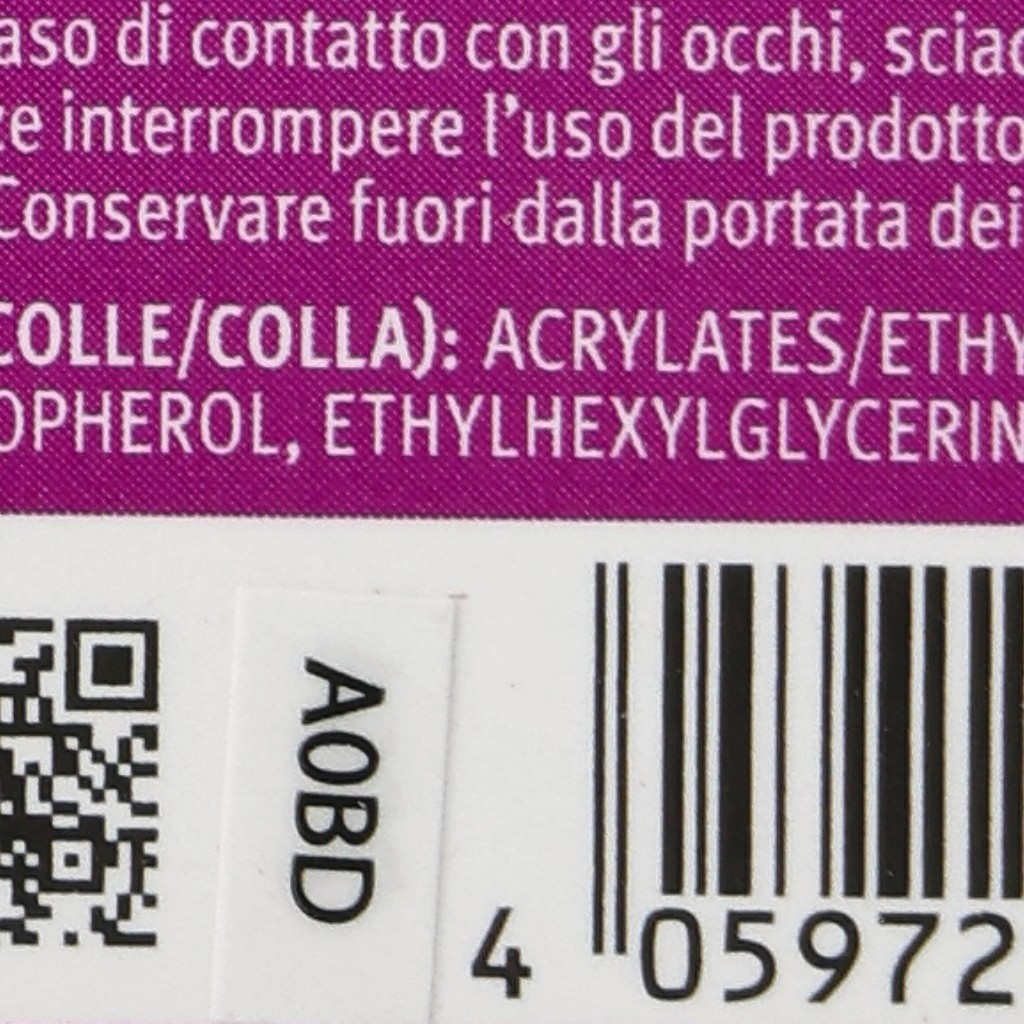 aso di contatto con gli occhi, sciac
ze interrompere l'uso del prodotto
Conservare fuori dalla portata dei
COLLE/COLLA): ACRYLATES/ETHY
OPHEROL, ETHYLHEXYLGLYCERIN
A0BD
4 05972